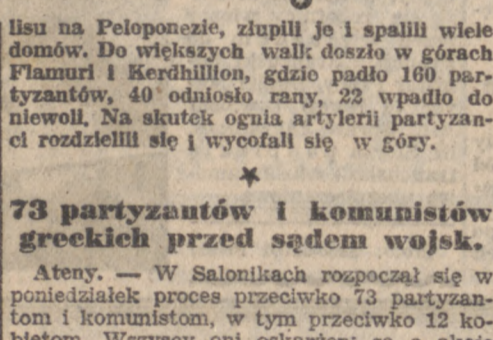 lisu na Peloponezie, złupili je i spalili wiele
domów. Do większych walk doszło w górach
Flamuri i Kerdhillion, gdzie padło 160 par-
tyzantów, 40 odniosło rany, 22 wpadło do
niewoli. Na skutek ognia artylerii partyzan-
ci rozdzielili się i wycofali się w góry.
★
73 partyzantów i komunistów
greckich przed sądem wojsk.
Ateny. — W Salonikach rozpoczął się w
poniedziałek proces przeciwko 73 partyzan-
tom i komunistom, w tym przeciwko 12 ko-